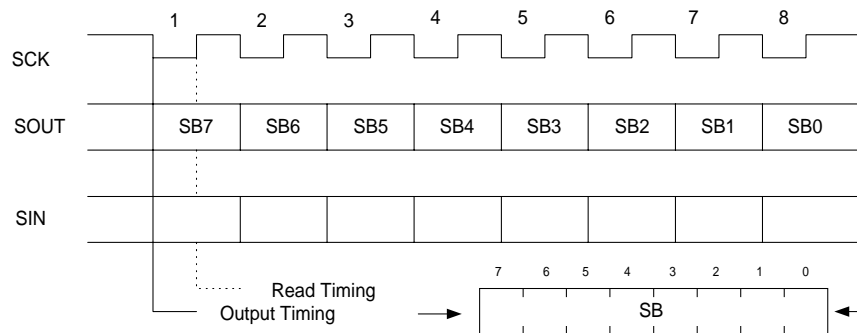 1 2 3 4 5 6 7 8
SCK
SOUT SB7 SB6 SB5 SB4 SB3 SB2 SB1 SB0
SIN
7 6 5 4 3 2 1 0
Read Timing
Output Timing SB